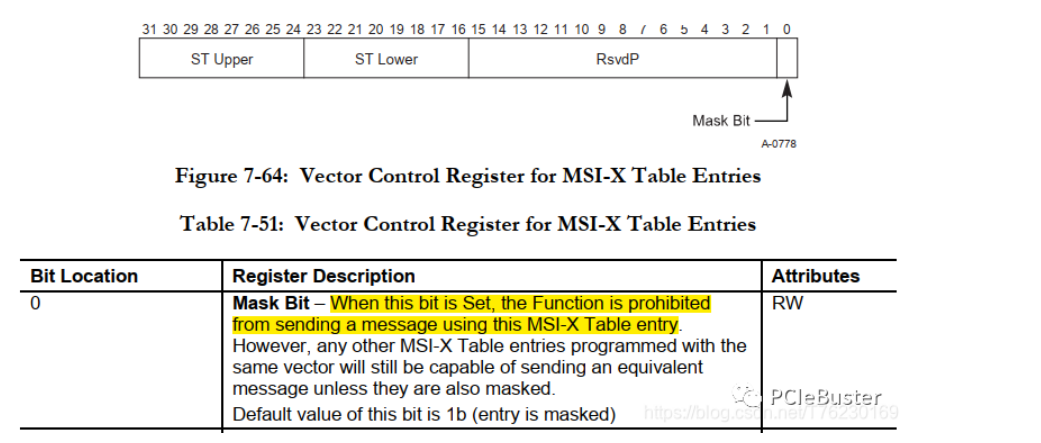 31 30 29 28 27 26 25 24 23 22 21 20 19 18 17 16 15 14 13 12 11 10 9 8 7 6 5 4 3 2 1 0
ST Upper ST Lower RsvdP
Mask Bit
A-0778
Figure 7-64: Vector Control Register for MSI-X Table Entries
Table 7-51: Vector Control Register for MSI-X Table Entries
Bit Location Register Description Attributes
0 Mask Bit – When this bit is Set, the Function is prohibited RW
from sending a message using this MSI-X Table entry.
However, any other MSI-X Table entries programmed with the
same vector will still be capable of sending an equivalent
message unless they are also masked.
PCIeBuster
Default value of this bit is 1b (entry is masked)
https://blog.csdn.net/176230169